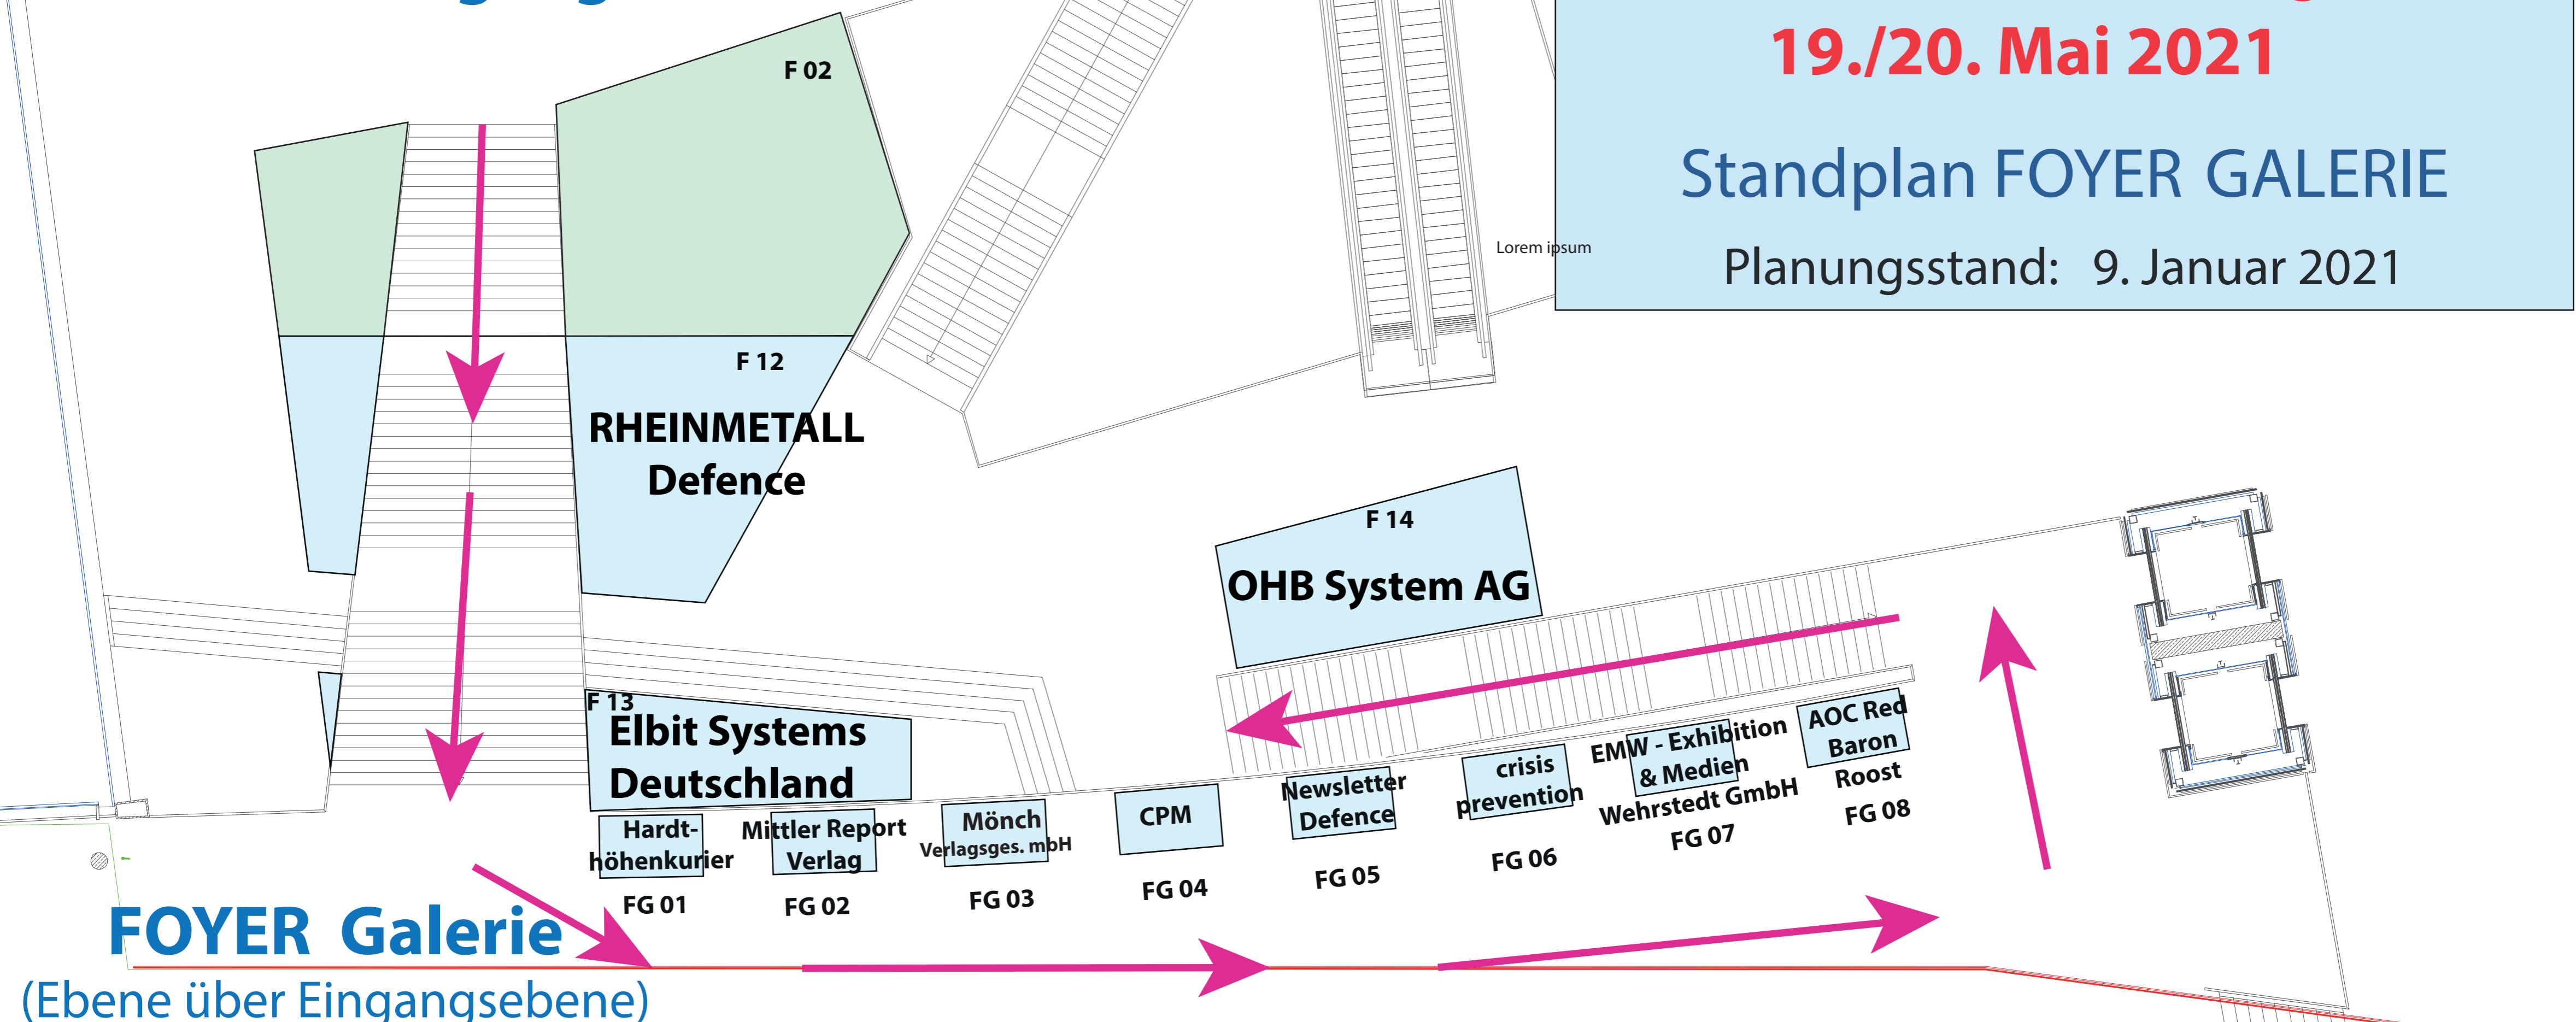 19./20. Mai 2021
Standplan FOYER GALERIE
Lorem ipsum
Planungsstand: 9. Januar 2021
F 02
F 12
RHEINMETALL
Defence
F 14
OHB System AG
F 13
Elbit Systems
Deutschland
Hardt-
höhenkurier
FG 01
Mittler Report
Verlag
FG 02
Mönch
Verlagsges. mbH
FG 03
CPM
FG 04
Newsletter
Defence
FG 05
crisis
prevention
FG 06
EMW - Exhibition
& Medien
Wehrstedt GmbH
FG 07
AOC Red
Baron
Roost
FG 08
FOYER Galerie
(Ebene über Eingangsebene)